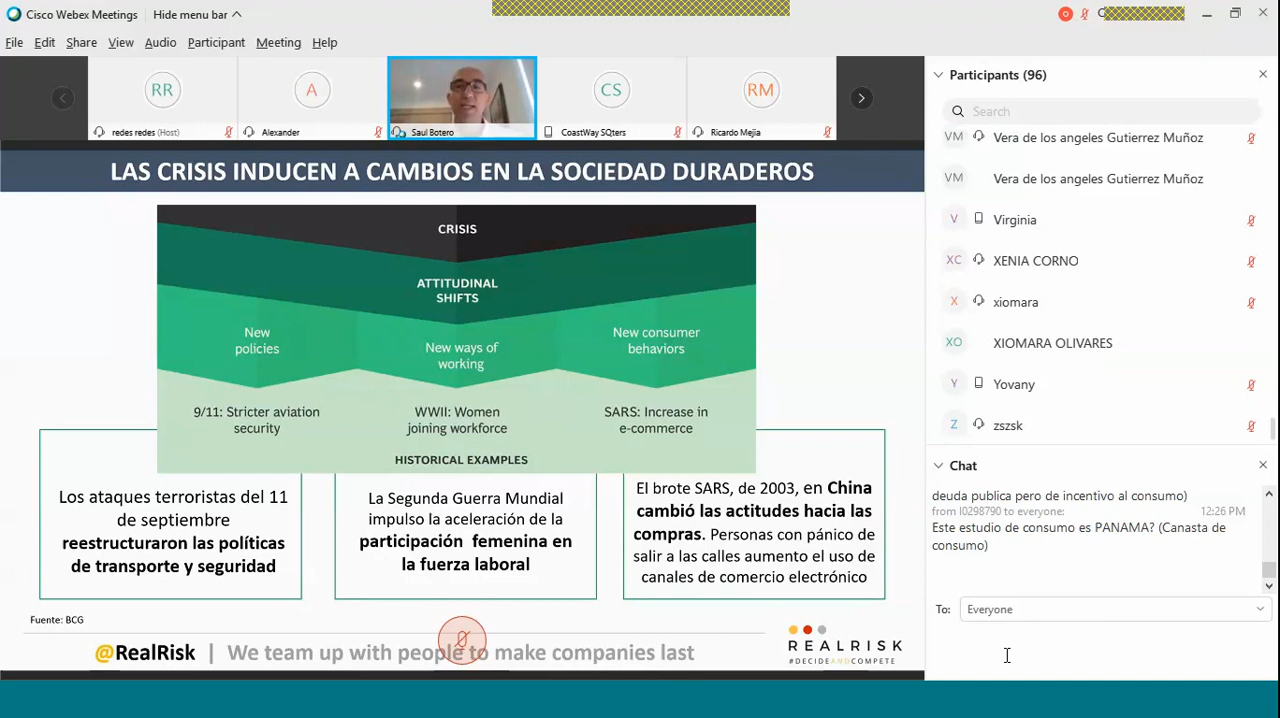 Cisco Webex Meetings
Hide menu bar
File Edit Share View Audio Participant Meeting Help
RR
A
CS
RM
redes redes (Host)
Alexander
Saul Botero
CoastWay SQters
Ricardo Mejia
LAS CRISIS INDUCEN A CAMBIOS EN LA SOCIEDAD DURADEROS
CRISIS
ATTITUDINAL
SHIFTS
New
policies
New ways of
working
New consumer
behaviors
9/11: Stricter aviation
security
WWII: Women
joining workforce
SARS: Increase in
e-commerce
HISTORICAL EXAMPLES
Los ataques terroristas del 11
de septiembre
reestructuraron las políticas
de transporte y seguridad
La Segunda Guerra Mundial
impulso la aceleración de la
participación femenina en
la fuerza laboral
El brote SARS, de 2003, en China
cambió las actitudes hacia las
compras. Personas con pánico de
salir a las calles aumento el uso de
canales de comercio electrónico
Fuente: BCG
@RealRisk | We team up with people to make companies last
REALRISK
#DECIDEANDCOMPETE
Participants (96)
Search
VM Vera de los angeles Gutierrez Muñoz
VM Vera de los angeles Gutierrez Muñoz
V Virginia
XC XENIA CORNO
X xiomara
XO XIOMARA OLIVARES
Y Yovany
Z zszsk
Chat
deuda publica pero de incentivo al consumo)
from I0298790 to everyone: 12:26 PM
Este estudio de consumo es PANAMA? (Canasta de
consumo)
To: Everyone